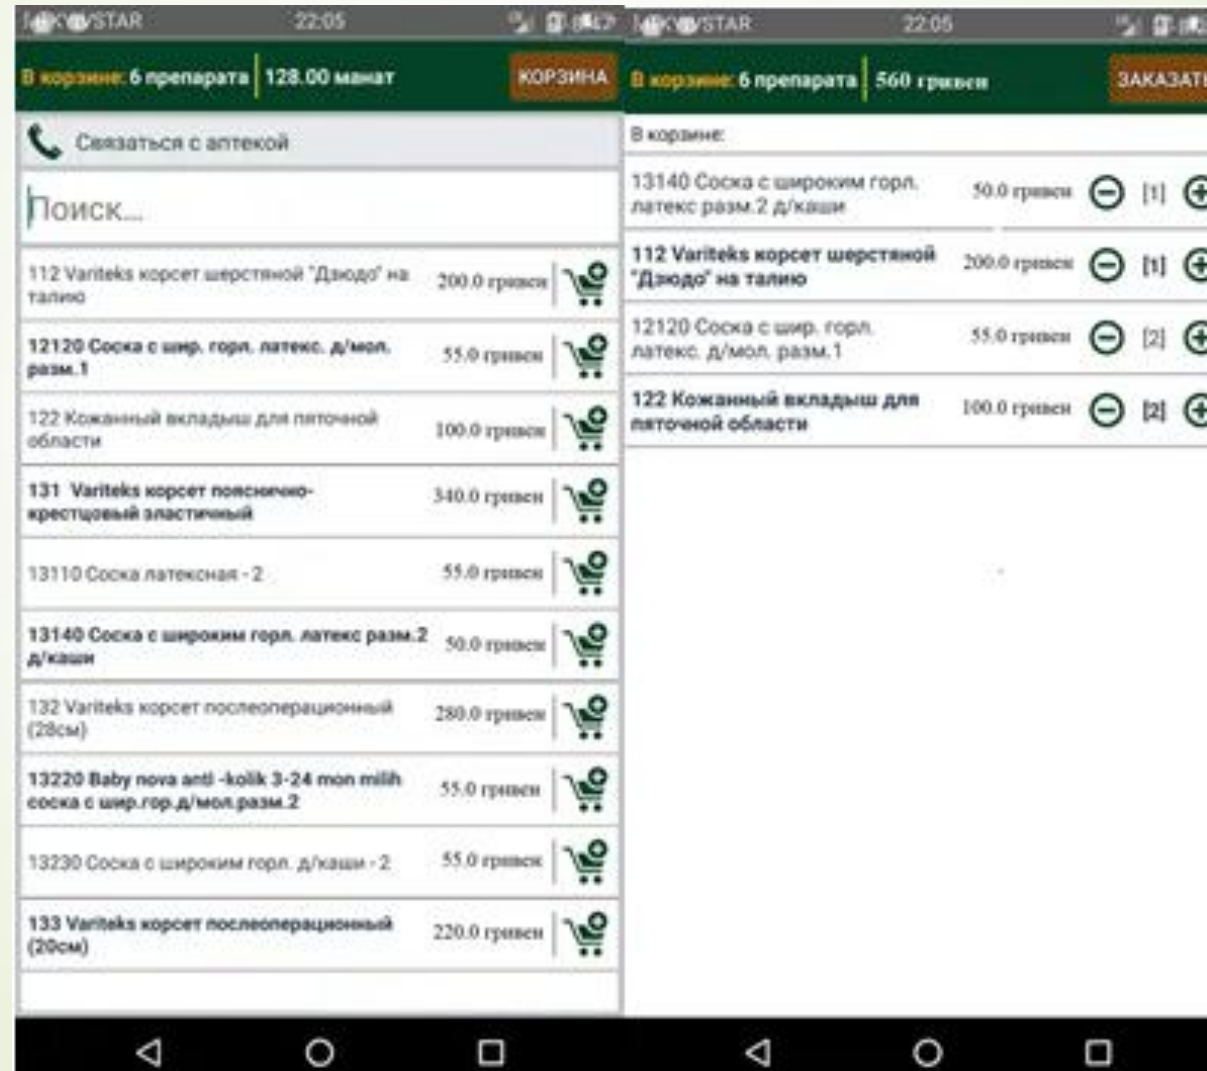 KYIVSTAR 22:05
В корзине: 6 препарата 128.00 манат КОРЗИНА
Связаться с аптекой
Поиск...
112 Variteks корсет шерстяной "Дзюдо" на
талию
200.0 гривен
12120 Соска с шир. горл. латекс. д/мол.
разм.1
55.0 гривен
122 Кожанный вкладыш для пяточной
области
100.0 гривен
131 Variteks корсет пояснично-
крестцовый эластичный
340.0 гривен
13110 Соска латексная - 2
55.0 гривен
13140 Соска с широким горл. латекс разм.2
д/каши
50.0 гривен
132 Variteks корсет послеоперационный
(28см)
280.0 гривен
13220 Baby nova anti -kolik 3-24 mon milih
соска с шир.гор.д/мол.разм.2
55.0 гривен
13230 Соска с широким горл. д/каши - 2
55.0 гривен
133 Variteks корсет послеоперационный
(20см)
220.0 гривен
KYIVSTAR 22:05
В корзине: 6 препарата 560 гривен ЗАКАЗАТЬ
В корзине:
13140 Соска с широким горл.
латекс разм.2 д/каши
50.0 гривен [1]
112 Variteks корсет шерстяной
"Дзюдо" на талию
200.0 гривен [1]
12120 Соска с шир. горл.
латекс. д/мол. разм.1
55.0 гривен [2]
122 Кожанный вкладыш для
пяточной области
100.0 гривен [2]